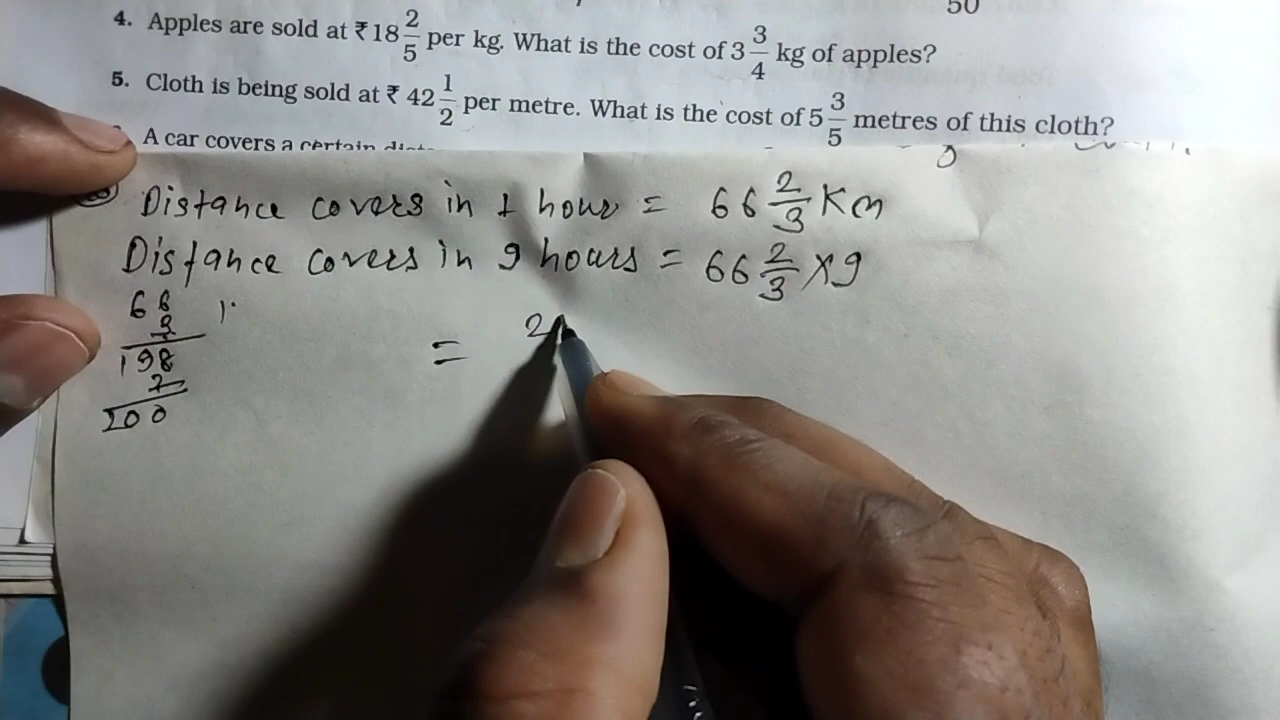 50
4. Apples are sold at ₹ 18 2/5 per kg. What is the cost of 3 3/4 kg of apples?
5. Cloth is being sold at ₹ 42 1/2 per metre. What is the cost of 5 3/5 metres of this cloth?
A car covers a certain
Distance covers in 1 hour = 66 2/3 Km
Distance covers in 9 hours = 66 2/3 × 9
66
3
198
2
200
= 2